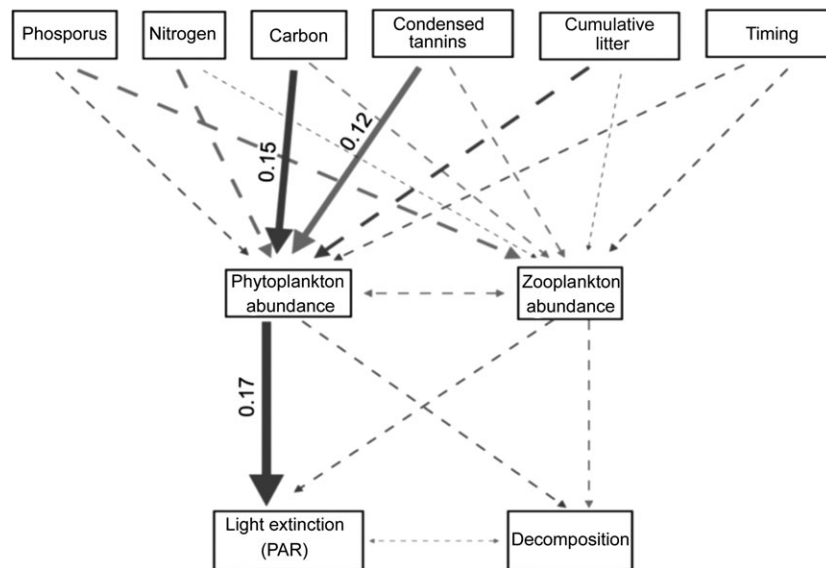 Phosporus
Nitrogen
Carbon
Condensed
tannins
Cumulative
litter
Timing
0.15
0.12
Phytoplankton
abundance
Zooplankton
abundance
0.17
Light extinction
(PAR)
Decomposition